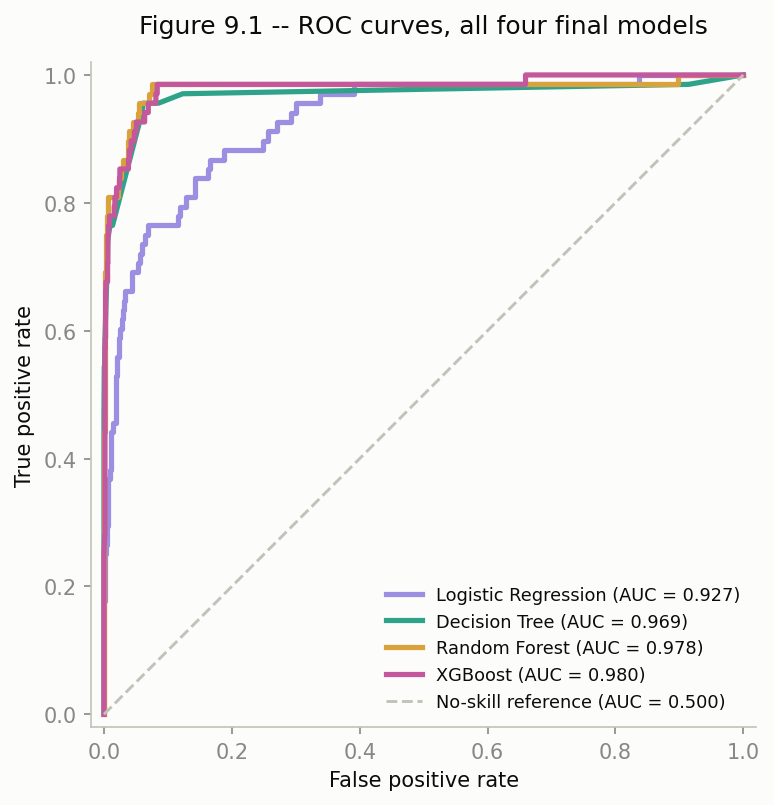 Figure 9.1 -- ROC curves, all four final models
1.0
0.8
0.6
0.4
0.2
0.0
True positive rate
Logistic Regression (AUC = 0.927)
Decision Tree (AUC = 0.969)
Random Forest (AUC = 0.978)
XGBoost (AUC = 0.980)
No-skill reference (AUC = 0.500)
0.0 0.2 0.4 0.6 0.8 1.0
False positive rate